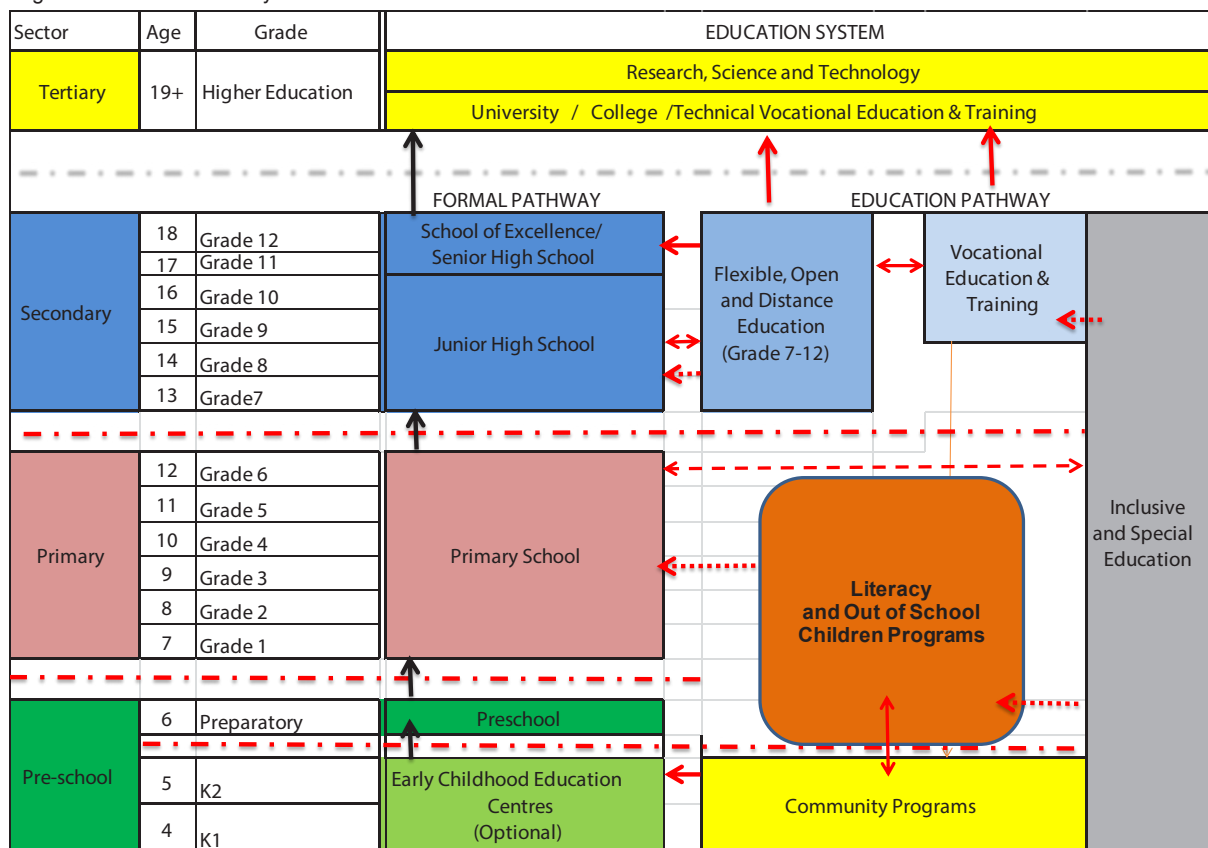 Sector Age Grade EDUCATION SYSTEM
Tertiary 19+ Higher Education
Research, Science and Technology
University / College /Technical Vocational Education & Training
FORMAL PATHWAY EDUCATION PATHWAY
Secondary
18 Grade 12
17 Grade 11
16 Grade 10
15 Grade 9
14 Grade 8
13 Grade7
School of Excellence/
Senior High School
Junior High School
Flexible, Open
and Distance
Education
(Grade 7-12)
Vocational
Education &
Training
Primary
12 Grade 6
11 Grade 5
10 Grade 4
9 Grade 3
8 Grade 2
7 Grade 1
Primary School
Literacy
and Out of School
Children Programs
Inclusive
and Special
Education
Pre-school
6 Preparatory
5 K2
4 K1
Preschool
Early Childhood Education
Centres
(Optional)
Community Programs